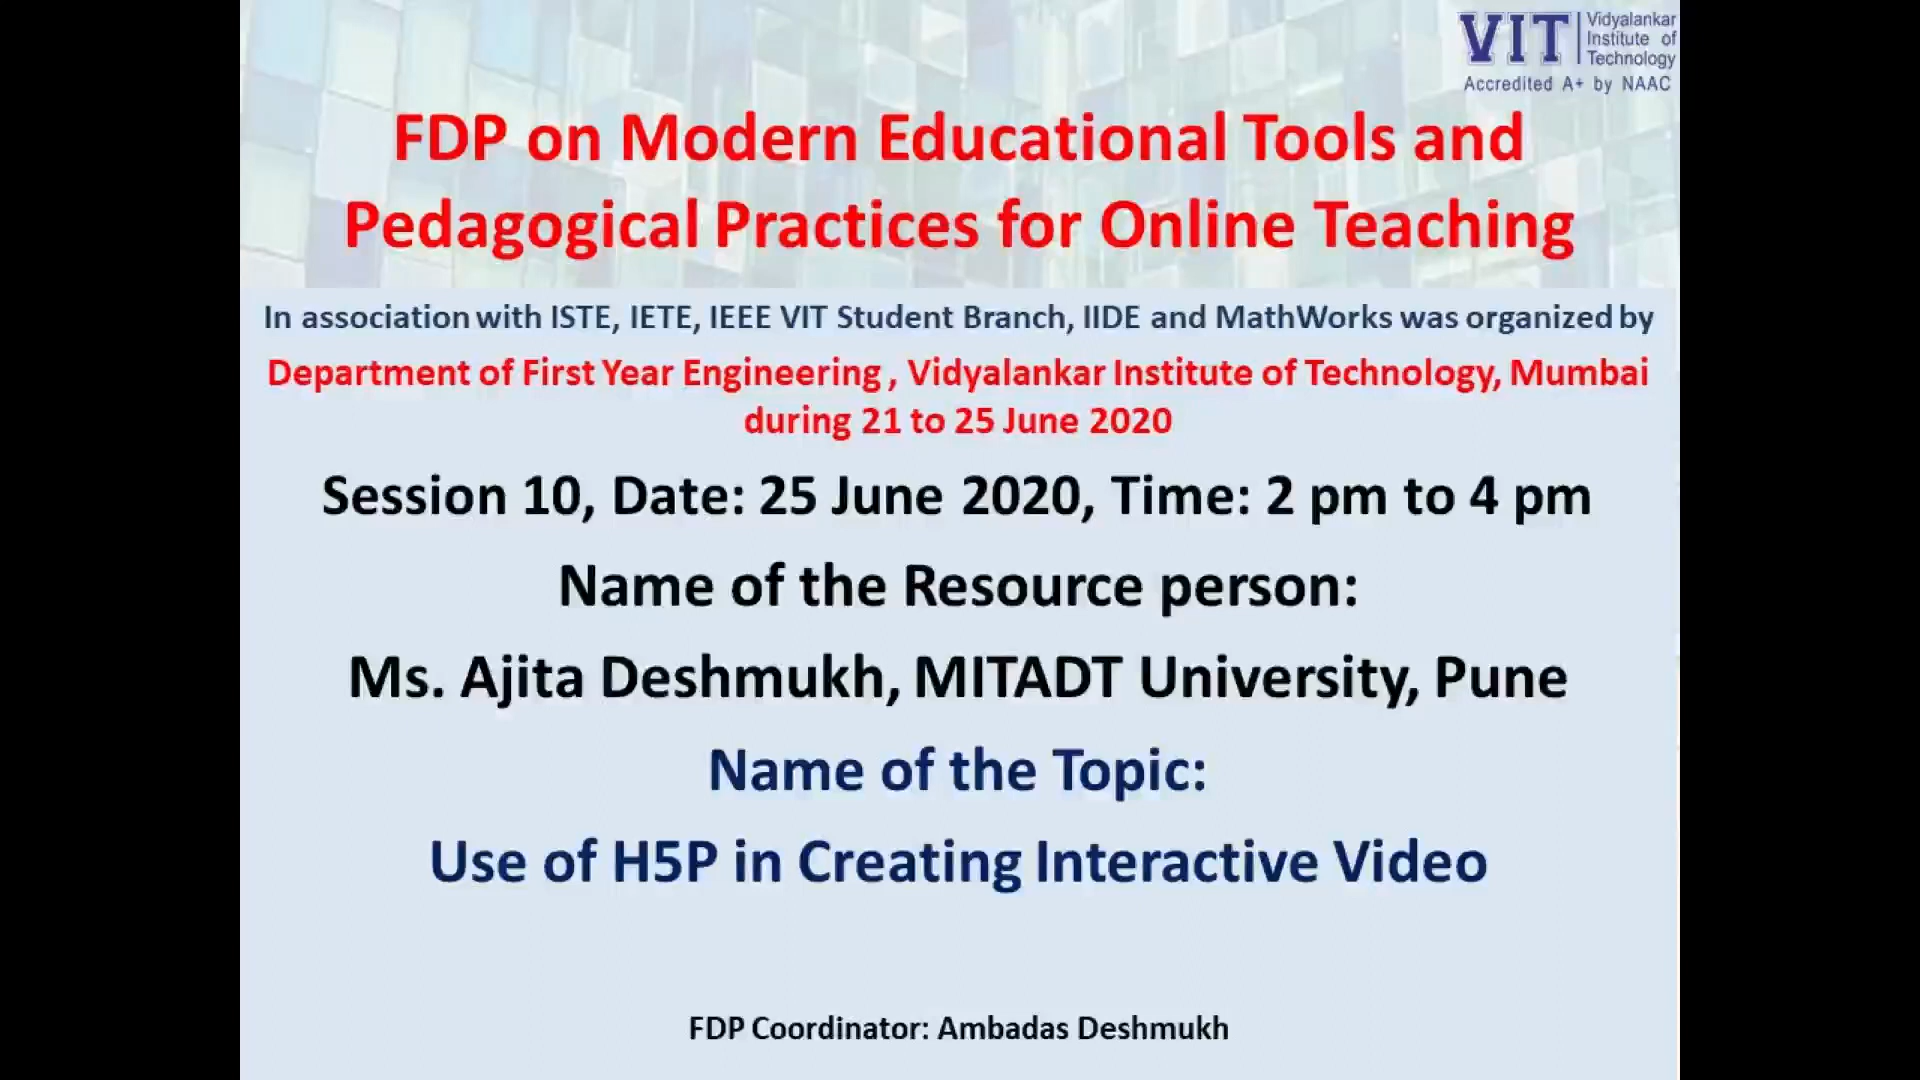 VIT
Vidyalankar
Institute of
Technology
Accredited A+ by NAAC
FDP on Modern Educational Tools and
Pedagogical Practices for Online Teaching
In association with ISTE, IETE, IEEE VIT Student Branch, IIDE and MathWorks was organized by
Department of First Year Engineering , Vidyalankar Institute of Technology, Mumbai
during 21 to 25 June 2020
Session 10, Date: 25 June 2020, Time: 2 pm to 4 pm
Name of the Resource person:
Ms. Ajita Deshmukh, MITADT University, Pune
Name of the Topic:
Use of H5P in Creating Interactive Video
FDP Coordinator: Ambadas Deshmukh